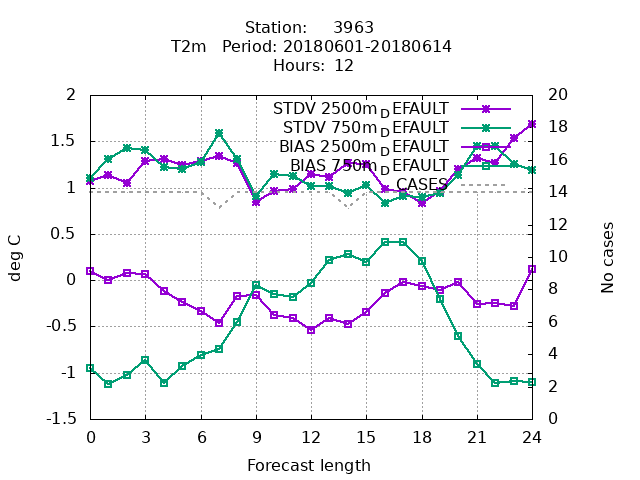 Station: 3963
T2m Period: 20180601-20180614
Hours: 12
STDV 2500m_DEFAULT
STDV 750m_DEFAULT
BIAS 2500m_DEFAULT
BIAS 750m_DEFAULT
CASES
2
1.5
1
0.5
0
-0.5
-1
-1.5
deg C
20
18
16
14
12
10
8
6
4
2
0
No cases
0 3 6 9 12 15 18 21 24
Forecast length